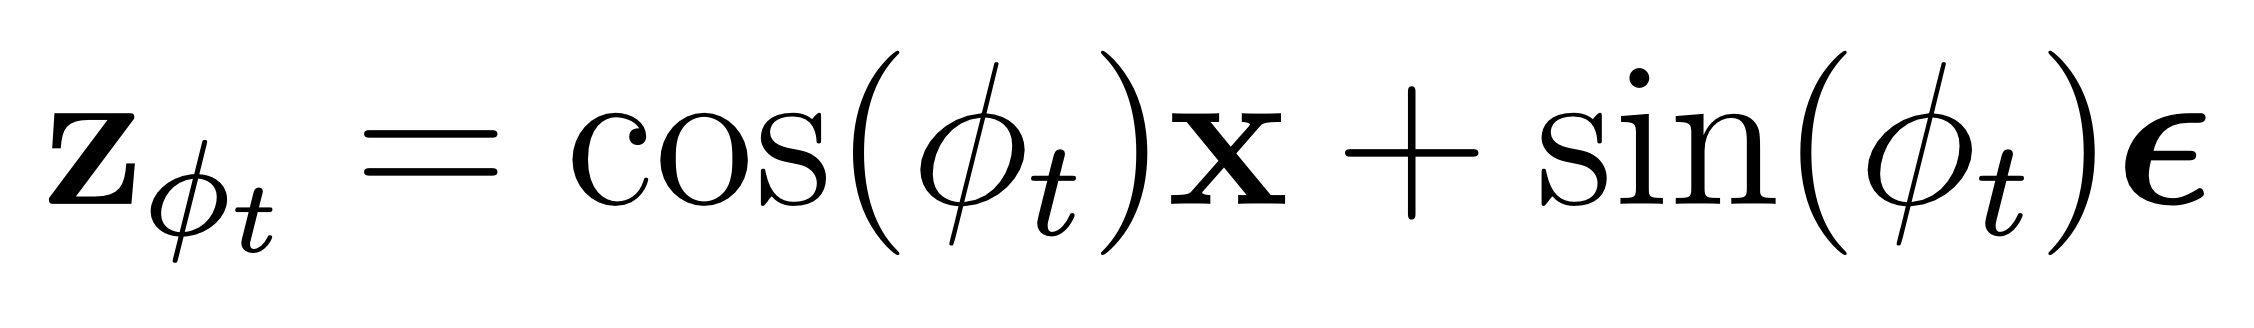 𝐳_{ϕ_t} = cos(ϕ_t)𝐱 + sin(ϕ_t)𝛜